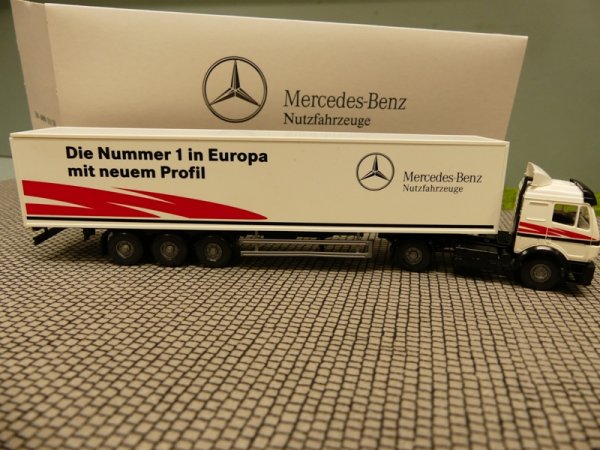 Mercedes-Benz
Nutzfahrzeuge
Die Nummer 1 in Europa
mit neuem Profil
Mercedes-Benz
Nutzfahrzeuge